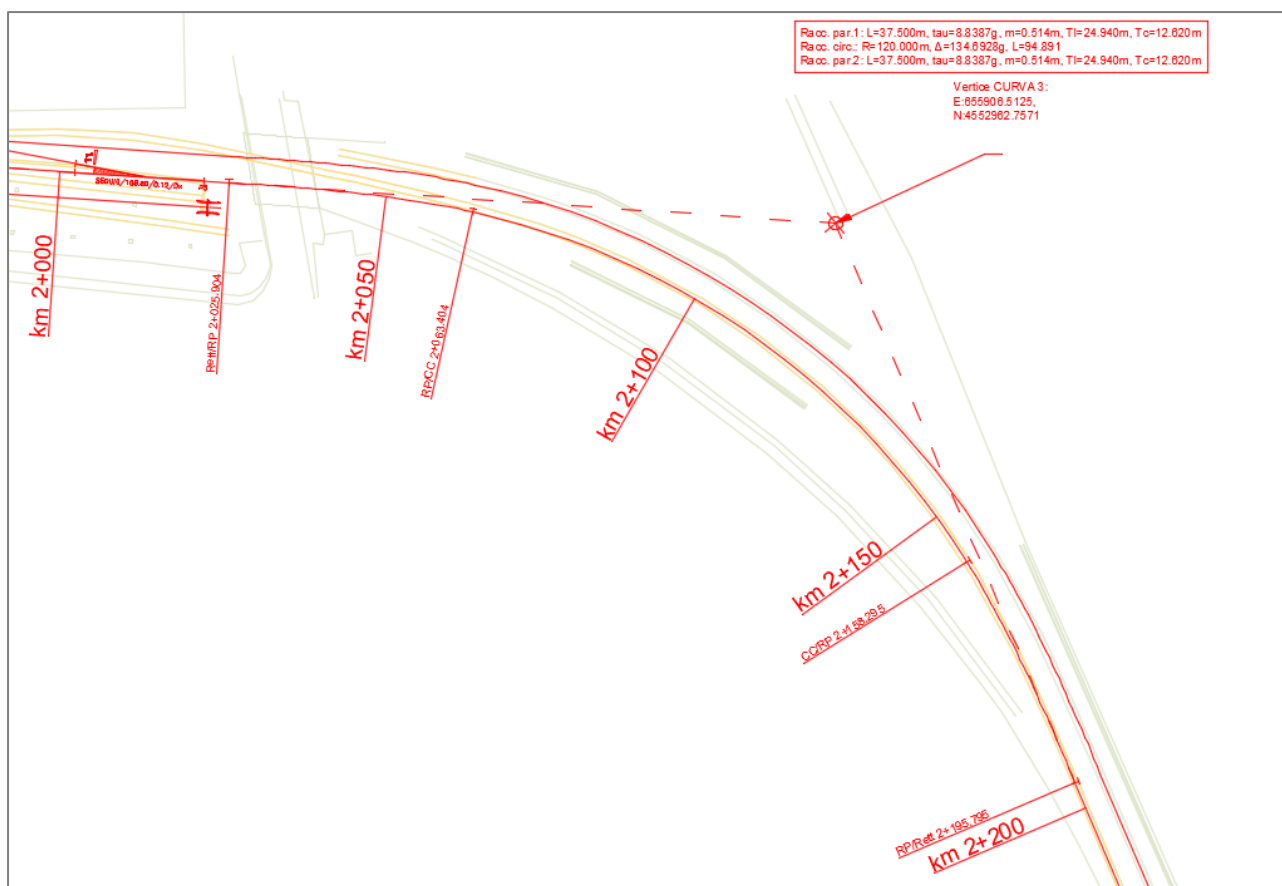 Racc. par.1: L=37.500m, tau=8.8387g, m=0.514m, Tl=24.940m, Tc=12.620m
Racc. circ.: R=120.000m, Δ=134.6928g, L=94.891
Racc. par.2: L=37.500m, tau=8.8387g, m=0.514m, Tl=24.940m, Tc=12.620m
Vertice CURVA 3:
E:655906.5125,
N:4552962.7571
km 2+000
Rett/RP 2+025.904
km 2+050
RP/CC 2+063.404
km 2+100
km 2+150
CC/RP 2+158.295
RP/Rett 2+195.795
km 2+200